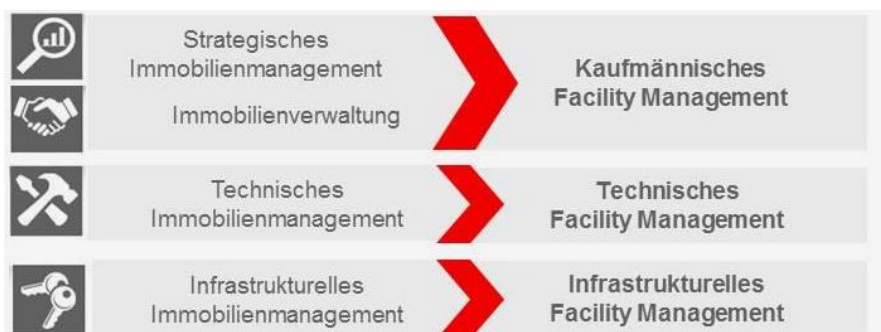 Strategisches
Immobilienmanagement
Immobilienverwaltung
Kaufmännisches
Facility Management
Technisches
Immobilienmanagement
Technisches
Facility Management
Infrastrukturelles
Immobilienmanagement
Infrastrukturelles
Facility Management